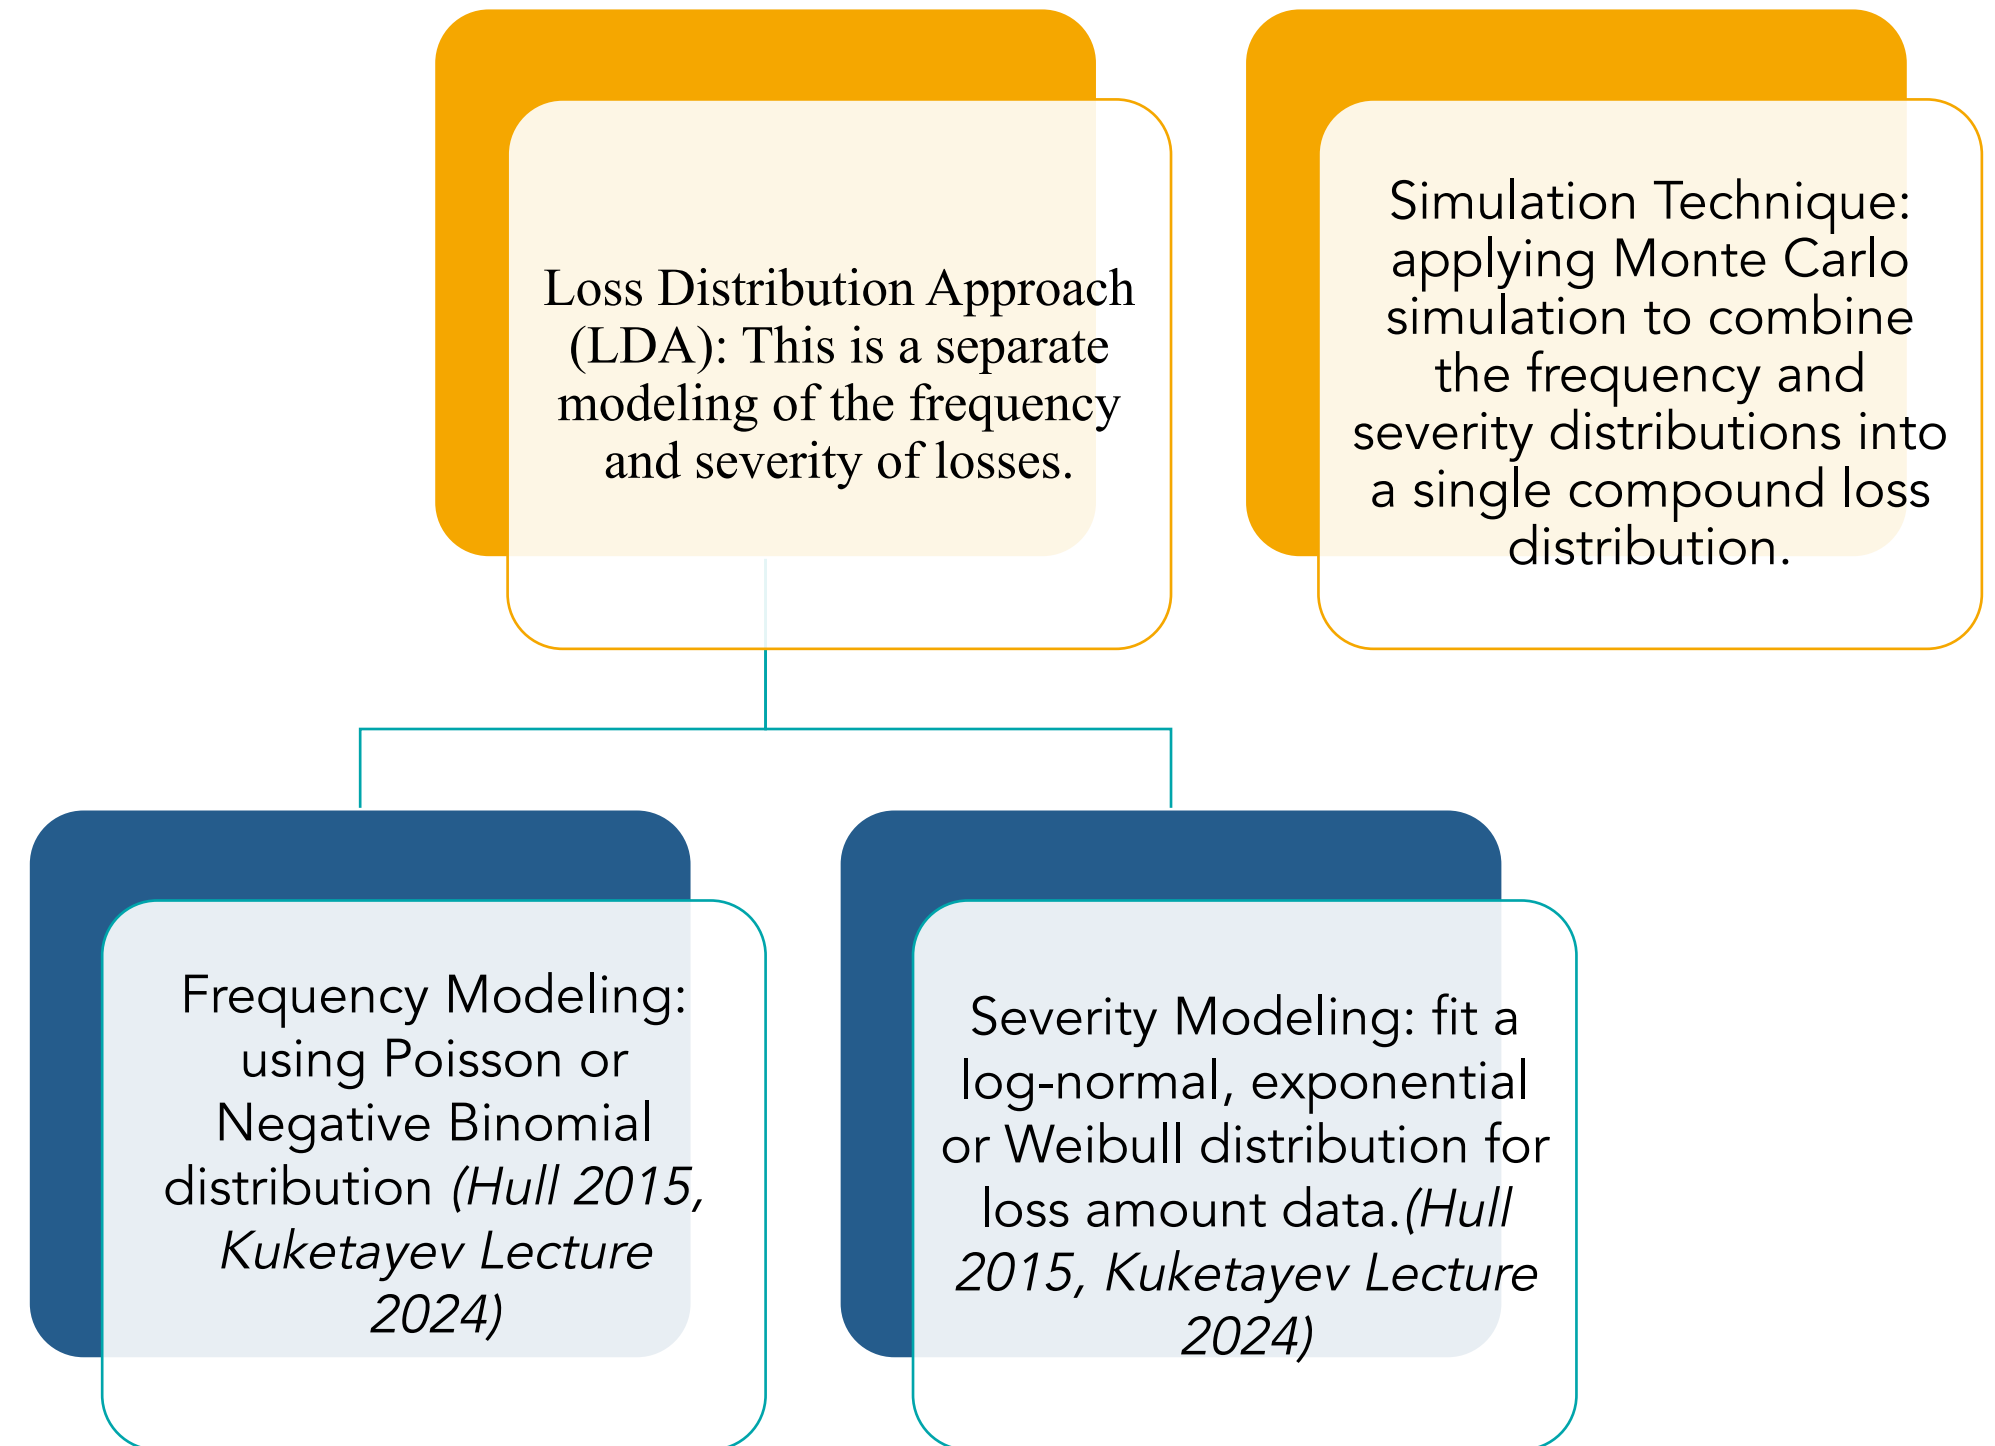 Loss Distribution Approach
(LDA): This is a separate
modeling of the frequency
and severity of losses.
Simulation Technique:
applying Monte Carlo
simulation to combine
the frequency and
severity distributions into
a single compound loss
distribution.
Frequency Modeling:
using Poisson or
Negative Binomial
distribution (Hull 2015,
Kuketayev Lecture
2024)
Severity Modeling: fit a
log-normal, exponential
or Weibull distribution for
loss amount data.(Hull
2015, Kuketayev Lecture
2024)